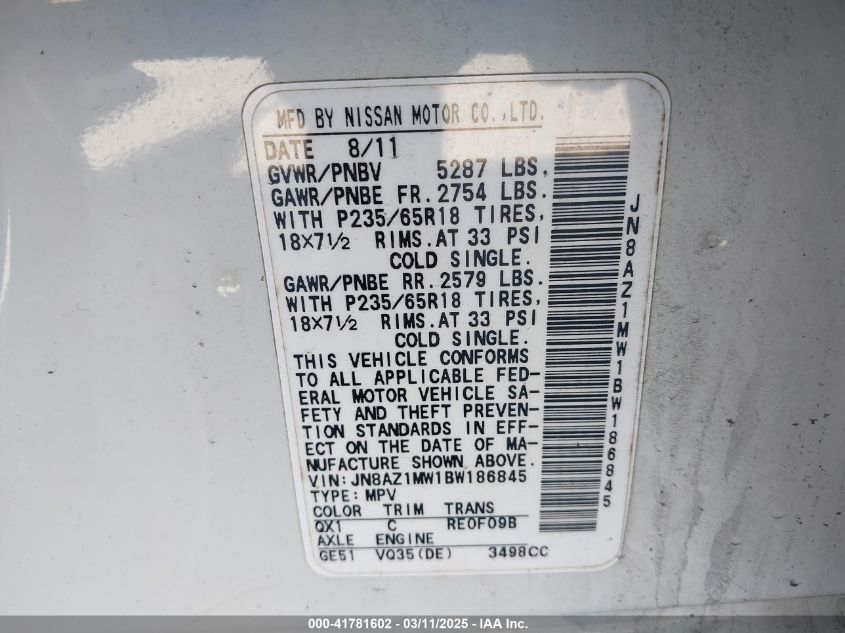 MFD BY NISSAN MOTOR CO.,LTD.
DATE 8/11
GVWR/PNBV 5287 LBS,
GAWR/PNBE FR. 2754 LBS.
WITH P235/65R18 TIRES,
18X7½ RIMS. AT 33 PSI
COLD SINGLE.
GAWR/PNBE RR. 2579 LBS.
WITH P235/65R18 TIRES,
18X7½ RIMS. AT 33 PSI
COLD SINGLE.
THIS VEHICLE CONFORMS
TO ALL APPLICABLE FED-
ERAL MOTOR VEHICLE SA-
FETY AND THEFT PREVEN-
TION STANDARDS IN EFF-
ECT ON THE DATE OF MA-
NUFACTURE SHOWN ABOVE.
VIN: JN8AZ1MW1BW186845
TYPE: MPV
COLOR TRIM TRANS
QX1 C RE0F09B
AXLE ENGINE
GE51 VQ35(DE) 3498CC
JN8AZ1MW1BW186845
000-41781602 - 03/11/2025 - IAA Inc.